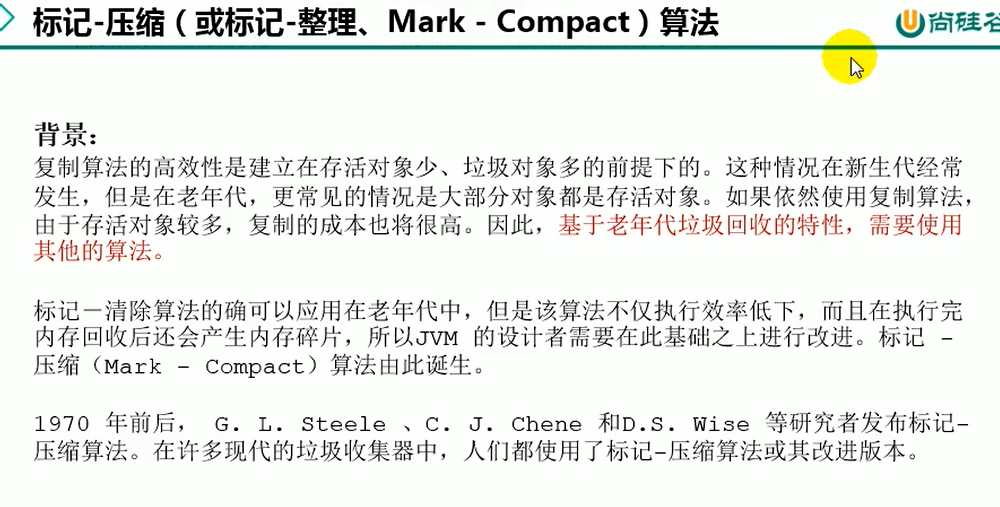 标记-压缩（或标记-整理、Mark - Compact）算法
尚硅谷
背景：
复制算法的高效性是建立在存活对象少、垃圾对象多的前提下的。这种情况在新生代经常
发生，但是在老年代，更常见的情况是大部分对象都是存活对象。如果依然使用复制算法，
由于存活对象较多，复制的成本也将很高。因此，基于老年代垃圾回收的特性，需要使用
其他的算法。
标记－清除算法的确可以应用在老年代中，但是该算法不仅执行效率低下，而且在执行完
内存回收后还会产生内存碎片，所以JVM 的设计者需要在此基础之上进行改进。标记 -
压缩（Mark - Compact）算法由此诞生。
1970 年前后， G. L. Steele 、C. J. Chene 和D.S. Wise 等研究者发布标记-
压缩算法。在许多现代的垃圾收集器中，人们都使用了标记-压缩算法或其改进版本。